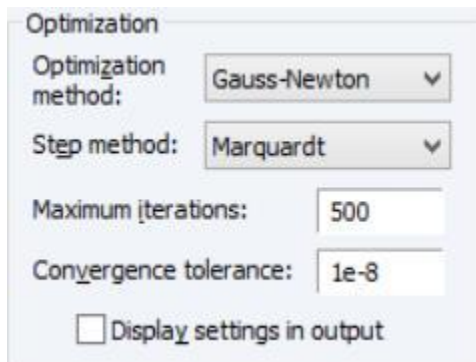 Optimization
Optimization method: Gauss-Newton
Step method: Marquardt
Maximum iterations: 500
Convergence tolerance: 1e-8
Display settings in output